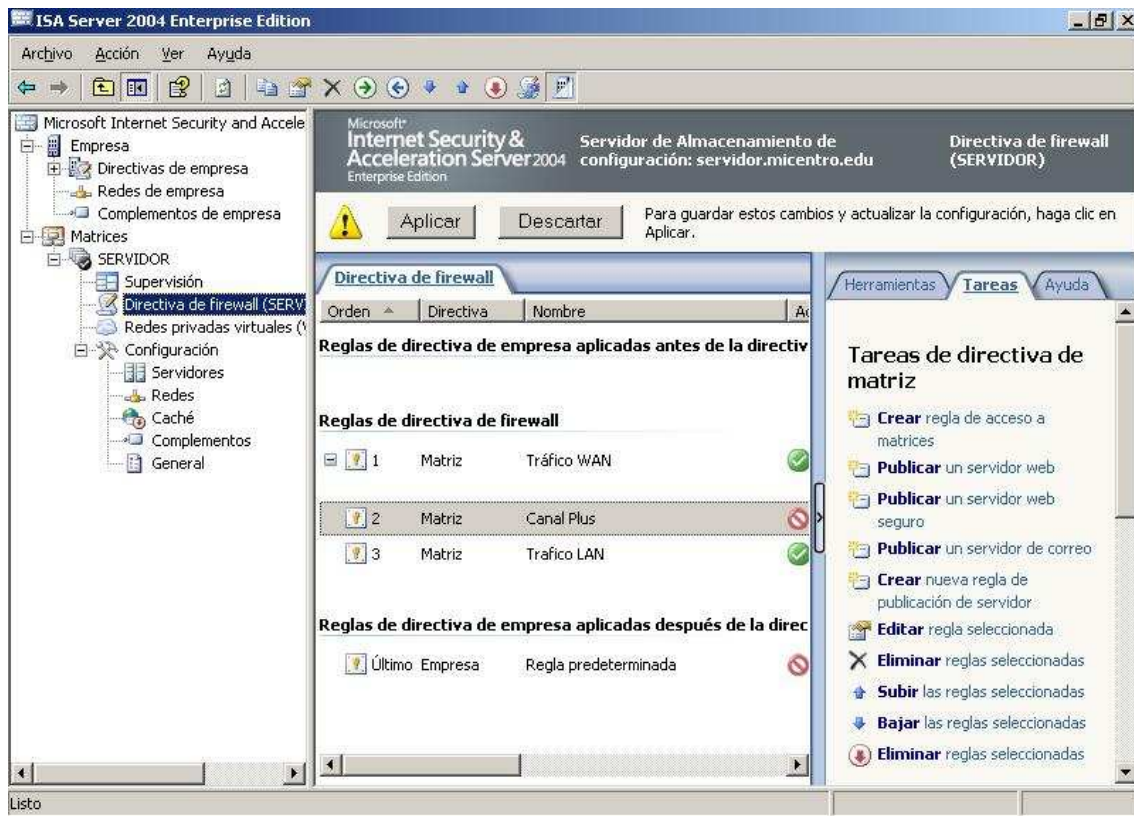 ISA Server 2004 Enterprise Edition
Archivo Acción Ver Ayuda
Microsoft Internet Security and Accele
Empresa
Directivas de empresa
Redes de empresa
Complementos de empresa
Matrices
SERVIDOR
Supervisión
Directiva de firewall (SERV
Redes privadas virtuales (
Configuración
Servidores
Redes
Caché
Complementos
General
Microsoft
Internet Security &
Acceleration Server 2004
Enterprise Edition
Servidor de Almacenamiento de
configuración: servidor.micentro.edu
Directiva de firewall
(SERVIDOR)
Aplicar Descartar
Para guardar estos cambios y actualizar la configuración, haga clic en
Aplicar.
Directiva de firewall
Orden Directiva Nombre
Reglas de directiva de empresa aplicadas antes de la directiv
Reglas de directiva de firewall
1 Matriz Tráfico WAN
2 Matriz Canal Plus
3 Matriz Trafico LAN
Reglas de directiva de empresa aplicadas después de la direc
Último Empresa Regla predeterminada
Herramientas Tareas Ayuda
Tareas de directiva de
matriz
Crear regla de acceso a
matrices
Publicar un servidor web
Publicar un servidor web
seguro
Publicar un servidor de correo
Crear nueva regla de
publicación de servidor
Editar regla seleccionada
Eliminar reglas seleccionadas
Subir las reglas seleccionadas
Bajar las reglas seleccionadas
Eliminar reglas seleccionadas
Listo